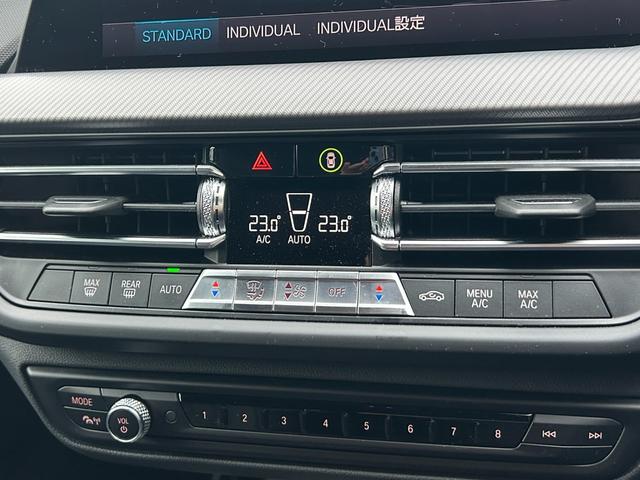 STANDARD INDIVIDUAL INDIVIDUAL設定
23.0° 23.0°
A/C AUTO
MAX REAR AUTO OFF MENU A/C MAX A/C
MODE
VOL
1 2 3 4 5 6 7 8